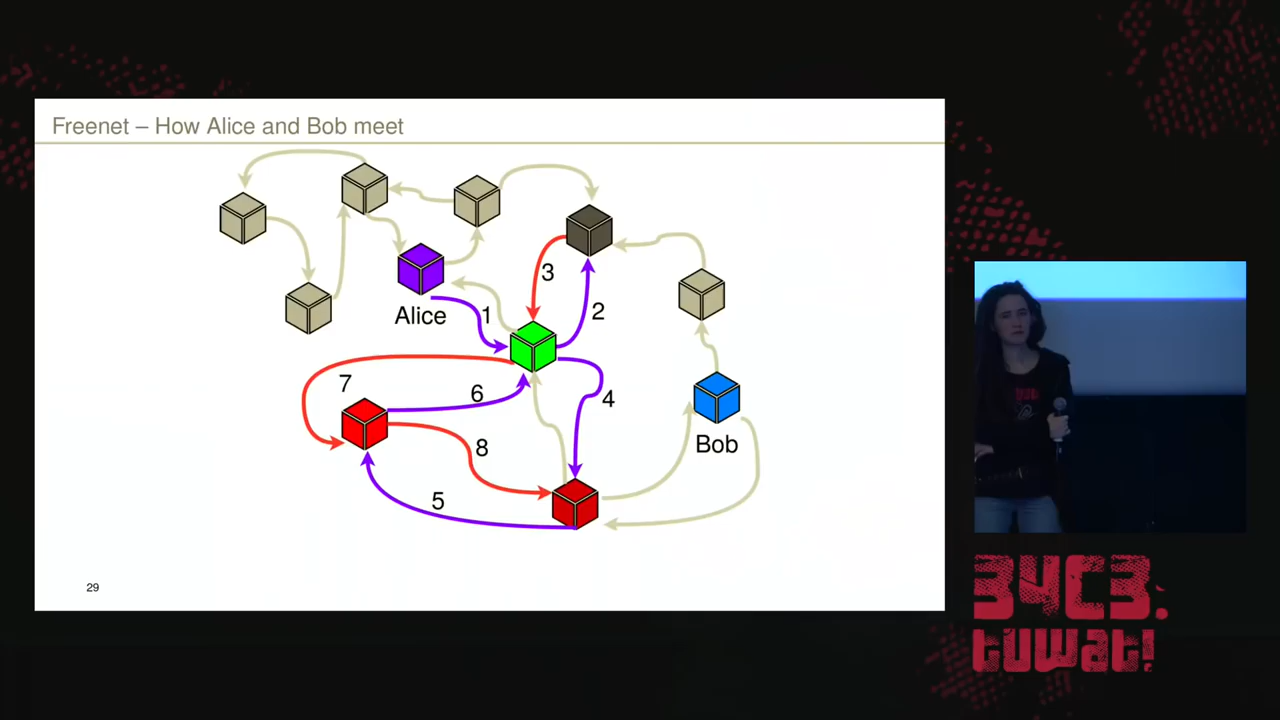 Freenet – How Alice and Bob meet
3
1
2
Alice
7
6
4
Bob
8
5
29
34C3.
tuwat!